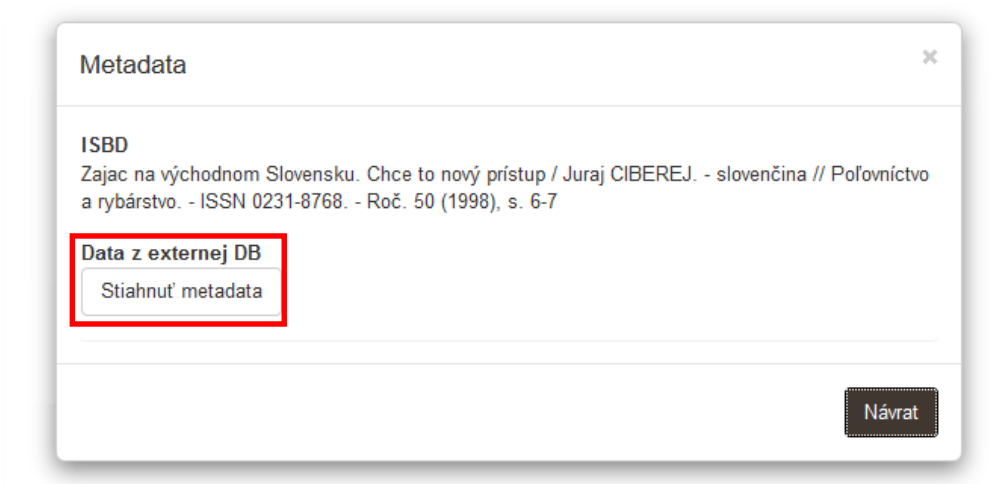 Metadata
×
ISBD
Zajac na východnom Slovensku. Chce to nový prístup / Juraj CIBEREJ. - slovenčina // Poľovníctvo
a rybárstvo. - ISSN 0231-8768. - Roč. 50 (1998), s. 6-7
Data z externej DB
Stiahnuť metadata
Návrat